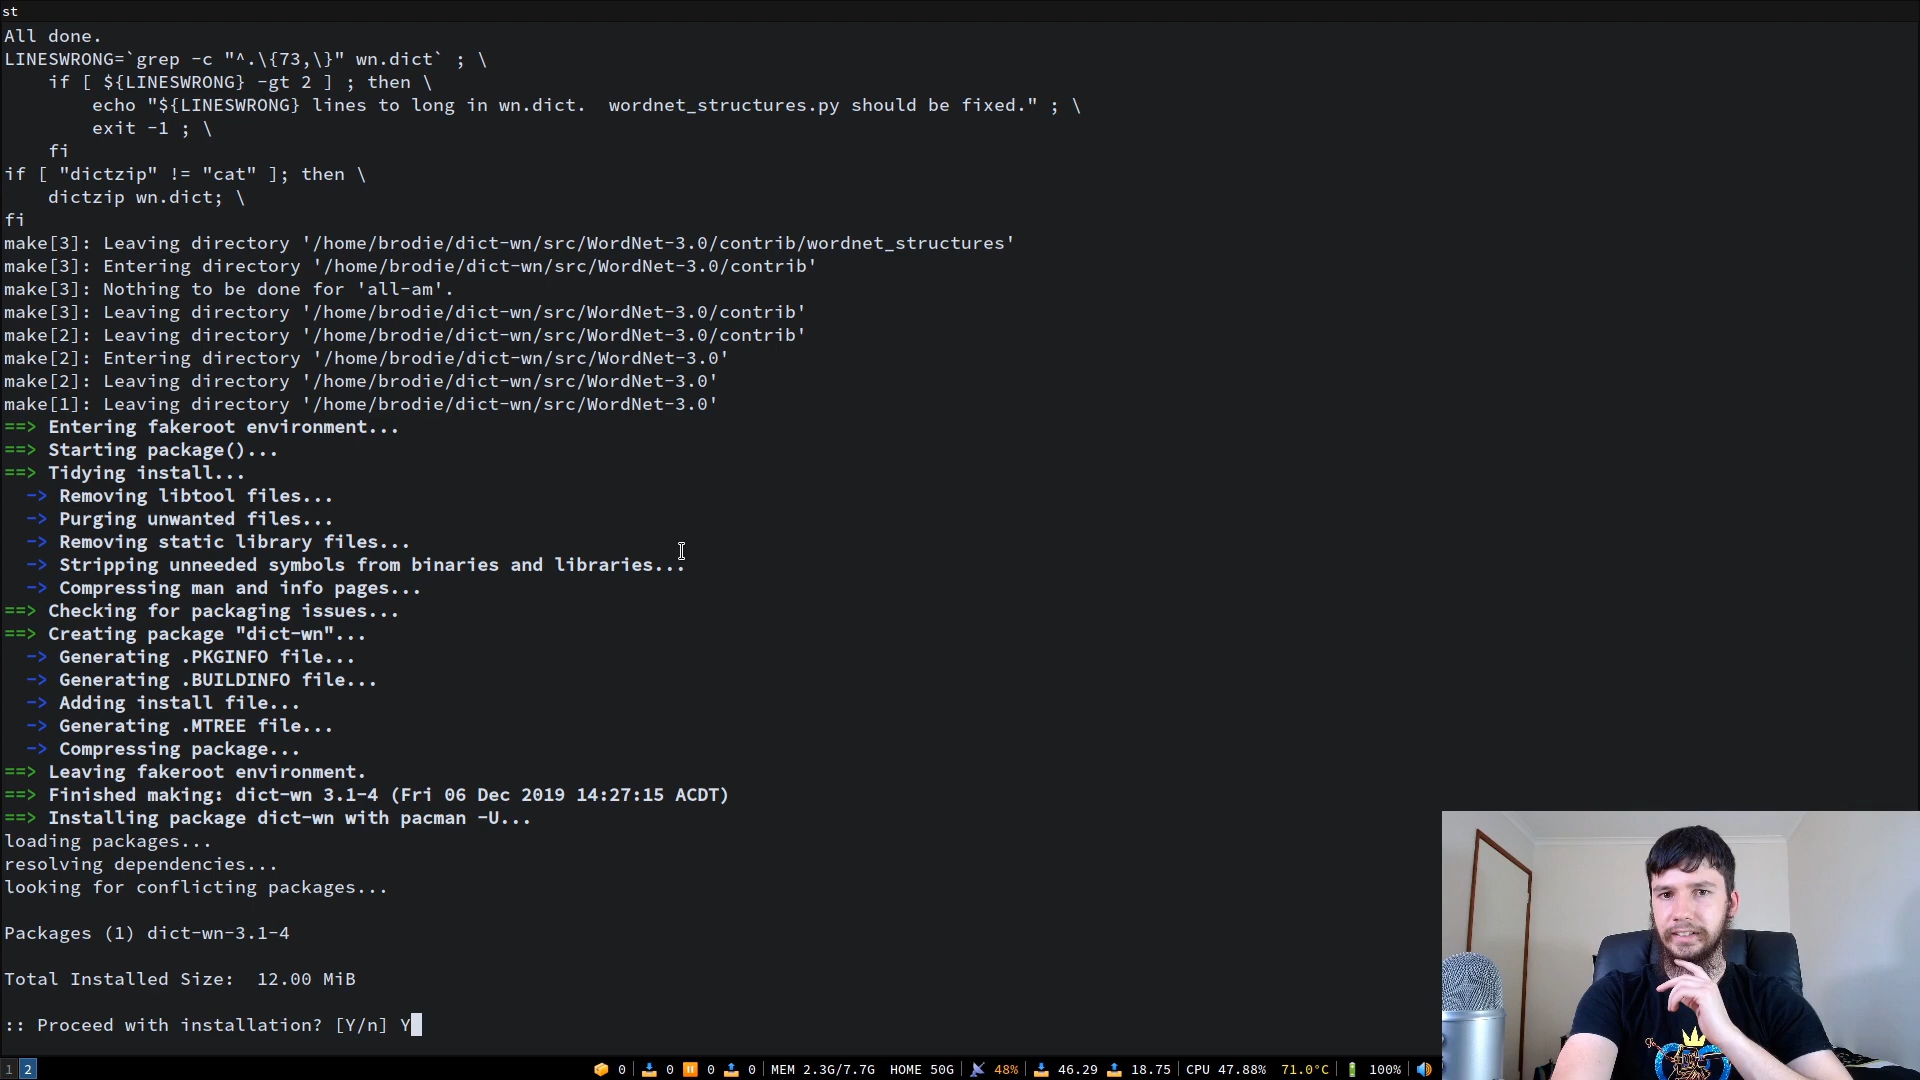 st
All done.
LINESWRONG=`grep -c "^.\{73,\}" wn.dict` ; \
    if [ ${LINESWRONG} -gt 2 ] ; then \
        echo "${LINESWRONG} lines to long in wn.dict.  wordnet_structures.py should be fixed." ; \
        exit -1 ; \
    fi
if [ "dictzip" != "cat" ]; then \
    dictzip wn.dict; \
fi
make[3]: Leaving directory '/home/brodie/dict-wn/src/WordNet-3.0/contrib/wordnet_structures'
make[3]: Entering directory '/home/brodie/dict-wn/src/WordNet-3.0/contrib'
make[3]: Nothing to be done for 'all-am'.
make[3]: Leaving directory '/home/brodie/dict-wn/src/WordNet-3.0/contrib'
make[2]: Leaving directory '/home/brodie/dict-wn/src/WordNet-3.0/contrib'
make[2]: Entering directory '/home/brodie/dict-wn/src/WordNet-3.0'
make[2]: Leaving directory '/home/brodie/dict-wn/src/WordNet-3.0'
make[1]: Leaving directory '/home/brodie/dict-wn/src/WordNet-3.0'
==> Entering fakeroot environment...
==> Starting package()...
==> Tidying install...
  -> Removing libtool files...
  -> Purging unwanted files...
  -> Removing static library files...
  -> Stripping unneeded symbols from binaries and libraries...
  -> Compressing man and info pages...
==> Checking for packaging issues...
==> Creating package "dict-wn"...
  -> Generating .PKGINFO file...
  -> Generating .BUILDINFO file...
  -> Adding install file...
  -> Generating .MTREE file...
  -> Compressing package...
==> Leaving fakeroot environment.
==> Finished making: dict-wn 3.1-4 (Fri 06 Dec 2019 14:27:15 ACDT)
==> Installing package dict-wn with pacman -U...
loading packages...
resolving dependencies...
looking for conflicting packages...
Packages (1) dict-wn-3.1-4
Total Installed Size:  12.00 MiB
:: Proceed with installation? [Y/n] Y
1 2 0 | 0 0 0 | MEM 2.3G/7.7G HOME 50G | 48% | 46.29 18.75 | CPU 47.88% 71.0°C | 100% |